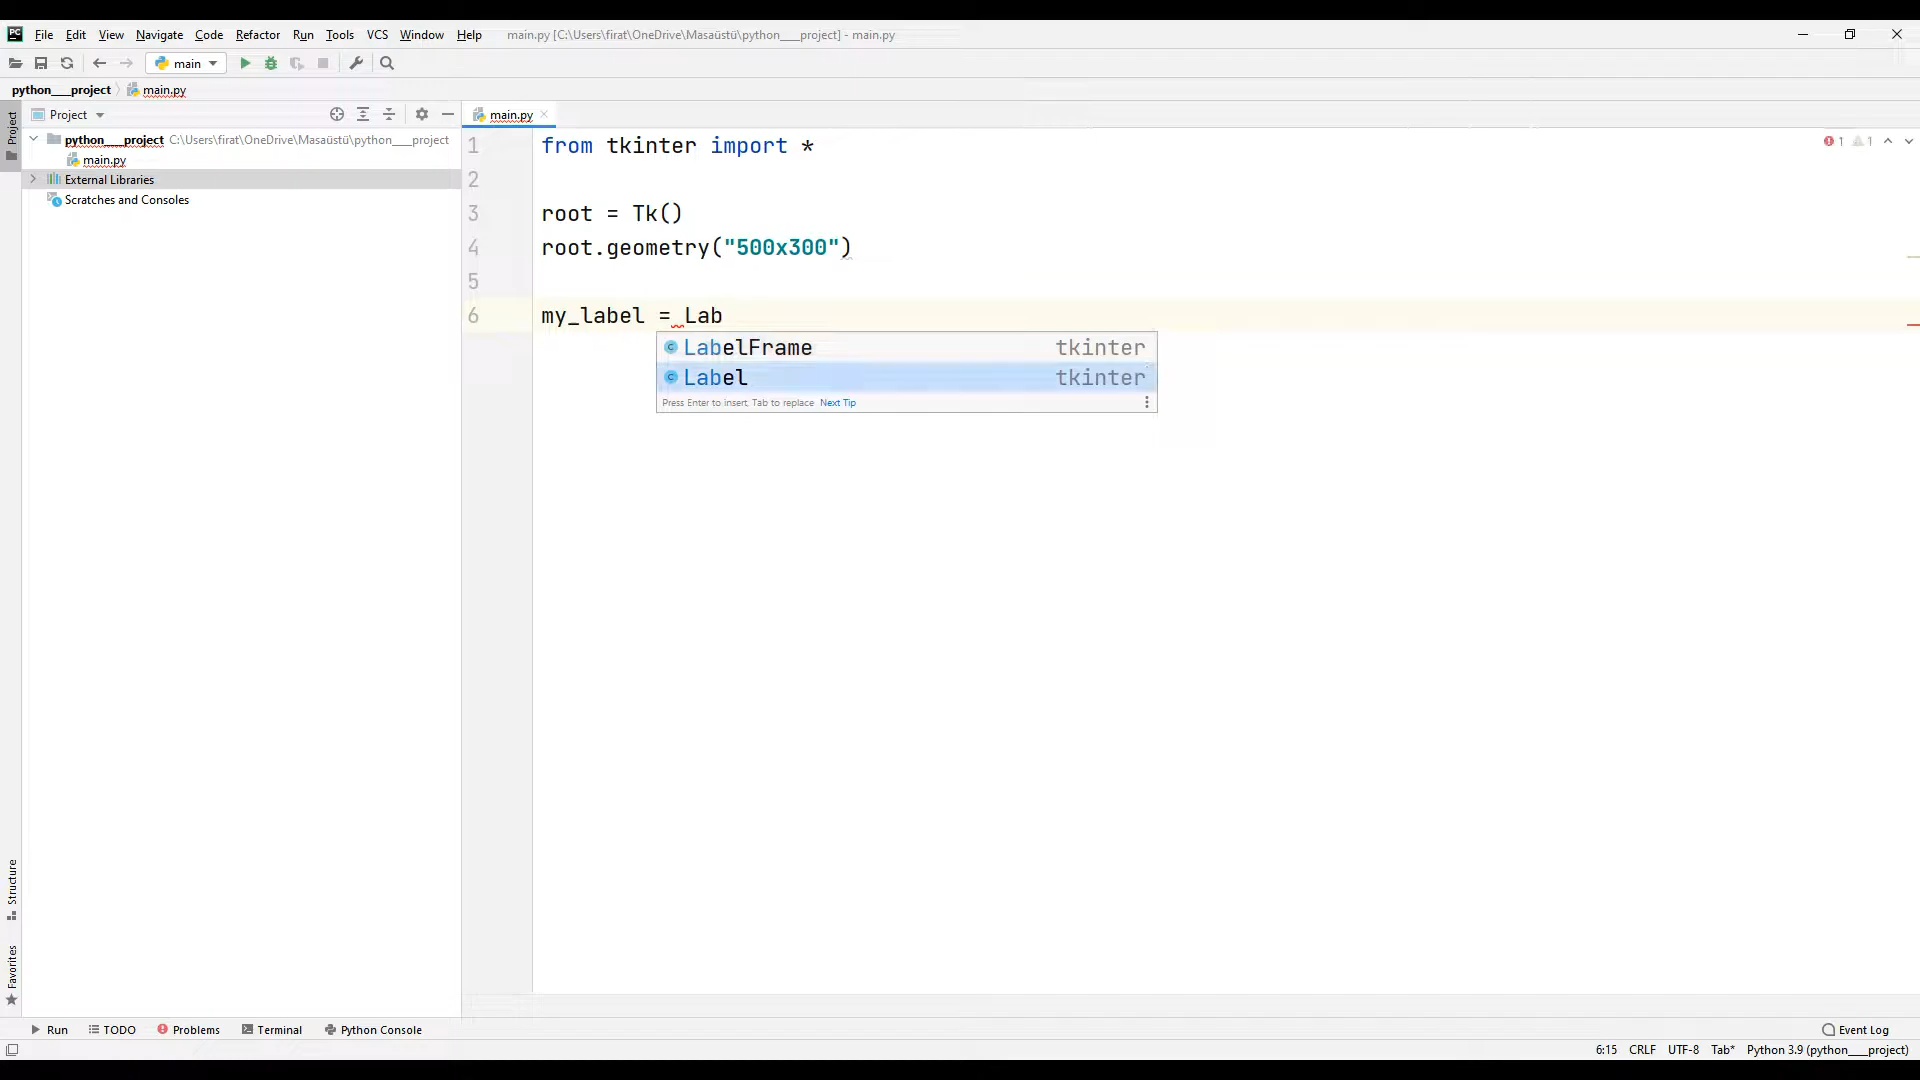 PC File Edit View Navigate Code Refactor Run Tools VCS Window Help main.py [C:\Users\firat\OneDrive\Masaüstü\python___project] - main.py
main
python___project main.py
Project
Project
main.py
python___project C:\Users\firat\OneDrive\Masaüstü\python___project
main.py
External Libraries
Scratches and Consoles
1 from tkinter import *
2
3 root = Tk()
4 root.geometry("500x300")
5
6 my_label = Lab
LabelFrame tkinter
Label tkinter
Press Enter to insert, Tab to replace Next Tip
1 1
Structure
Favorites
Run TODO Problems Terminal Python Console Event Log
6:15 CRLF UTF-8 Tab* Python 3.9 (python___project)